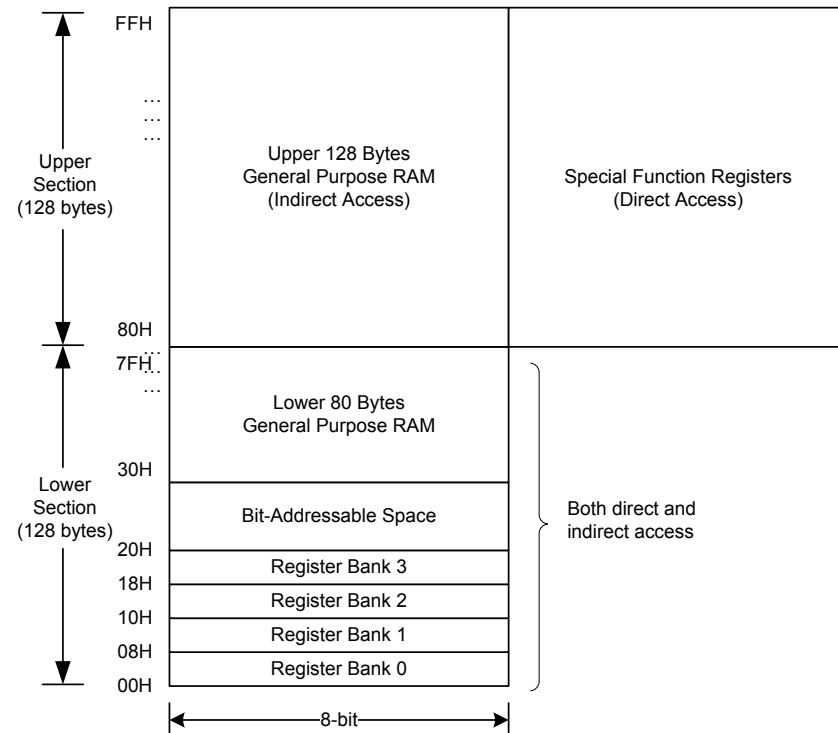 FFH
…
…
…
Upper
Section
(128 bytes)
Upper 128 Bytes
General Purpose RAM
(Indirect Access)
Special Function Registers
(Direct Access)
80H
7FH
…
…
…
Lower 80 Bytes
General Purpose RAM
30H
Lower
Section
(128 bytes)
Bit-Addressable Space
Both direct and
indirect access
20H
Register Bank 3
18H
Register Bank 2
10H
Register Bank 1
08H
Register Bank 0
00H
8-bit